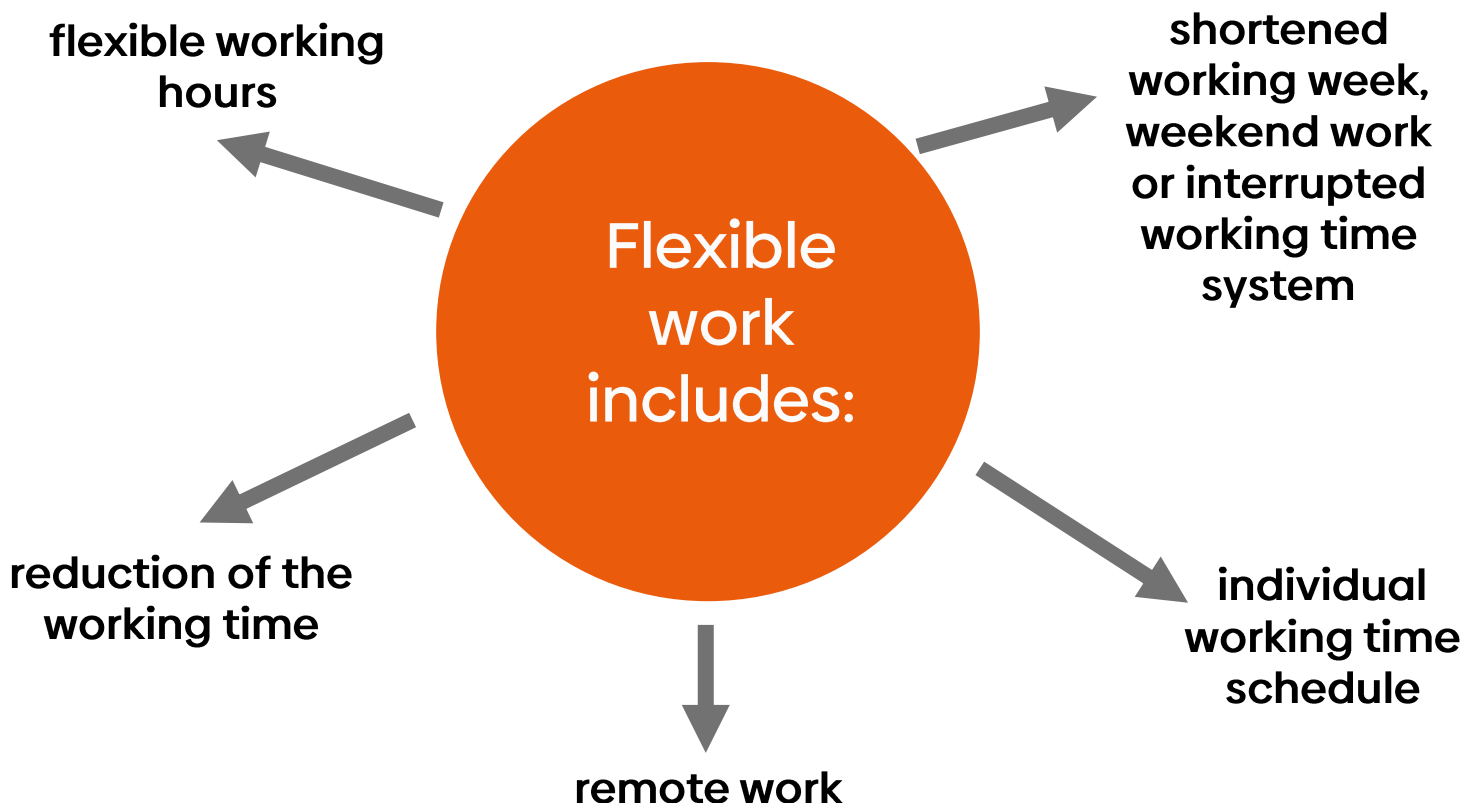 flexible working
hours
shortened
working week,
weekend work
or interrupted
working time
system
Flexible
work
includes:
reduction of the
working time
individual
working time
schedule
remote work